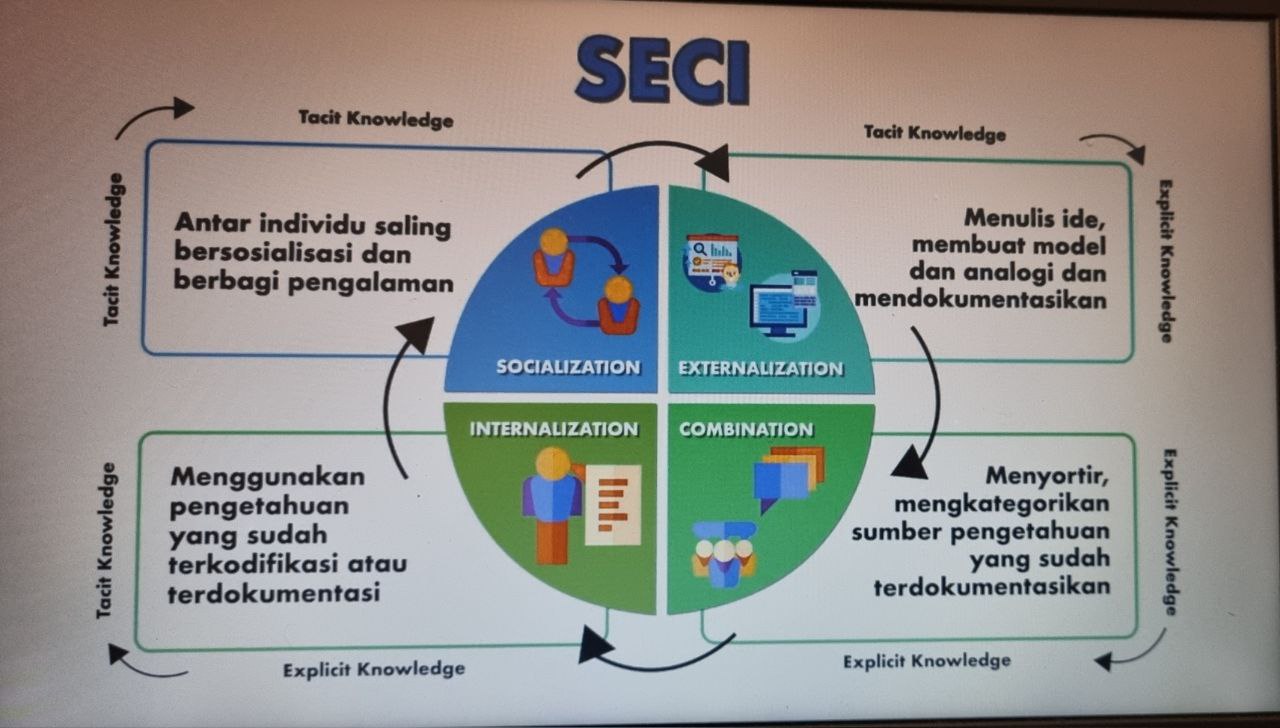 SECI
Tacit Knowledge
Tacit Knowledge
Antar individu saling
bersosialisasi dan
berbagi pengalaman
SOCIALIZATION
Tacit Knowledge
Explicit Knowledge
Menulis ide,
membuat model
dan analogi dan
mendokumentasikan
EXTERNALIZATION
INTERNALIZATION
Menggunakan
pengetahuan
yang sudah
terkodifikasi atau
terdokumentasi
Tacit Knowledge
Explicit Knowledge
COMBINATION
Menyortir,
mengkategorikan
sumber pengetahuan
yang sudah
terdokumentasikan
Explicit Knowledge
Explicit Knowledge